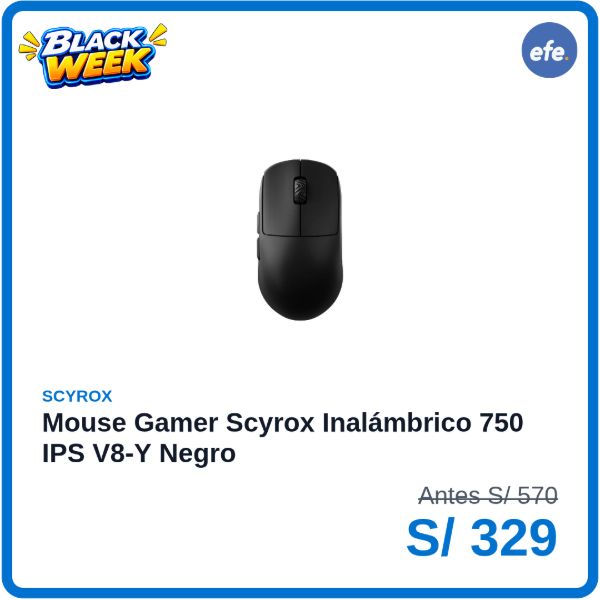 BLACK
WEEK
efe.
SCYROX
Mouse Gamer Scyrox Inalámbrico 750
IPS V8-Y Negro
Antes S/ 570
S/ 329